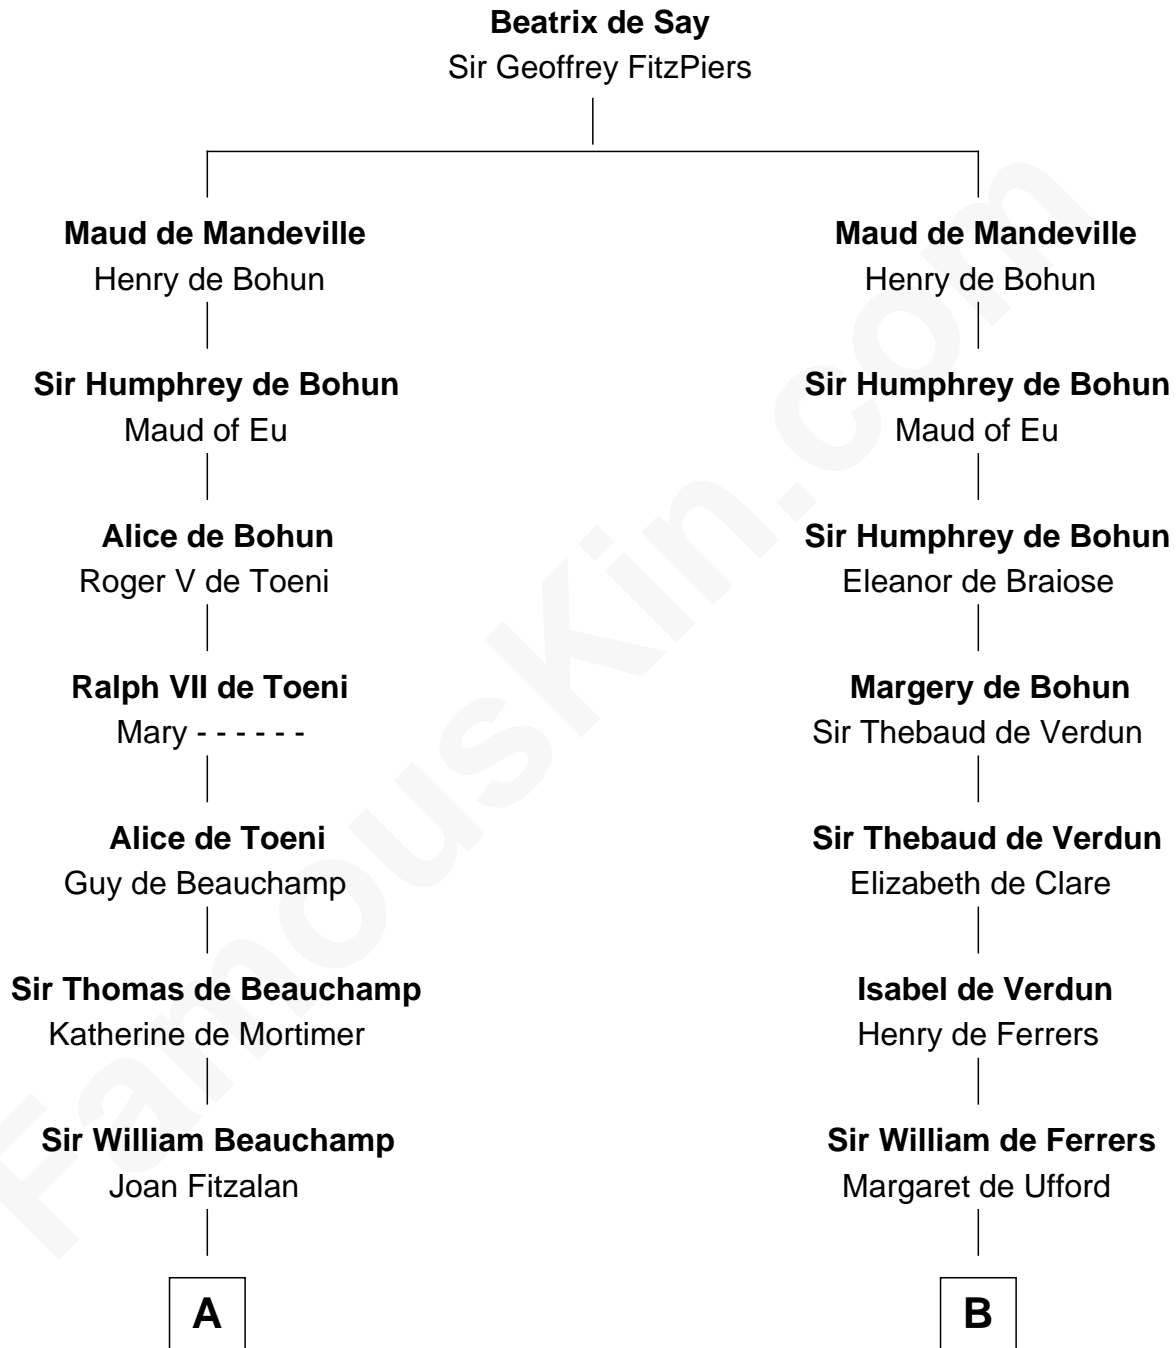 Beatrix de Say
Sir Geoffrey FitzPiers
Maud de Mandeville
Henry de Bohun
Sir Humphrey de Bohun
Maud of Eu
Alice de Bohun
Roger V de Toeni
Ralph VII de Toeni
Mary - - - - - -
Alice de Toeni
Guy de Beauchamp
Sir Thomas de Beauchamp
Katherine de Mortimer
Sir William Beauchamp
Joan Fitzalan
A
Maud de Mandeville
Henry de Bohun
Sir Humphrey de Bohun
Maud of Eu
Sir Humphrey de Bohun
Eleanor de Braiose
Margery de Bohun
Sir Thebaud de Verdun
Sir Thebaud de Verdun
Elizabeth de Clare
Isabel de Verdun
Henry de Ferrers
Sir William de Ferrers
Margaret de Ufford
B
FamousKin.com